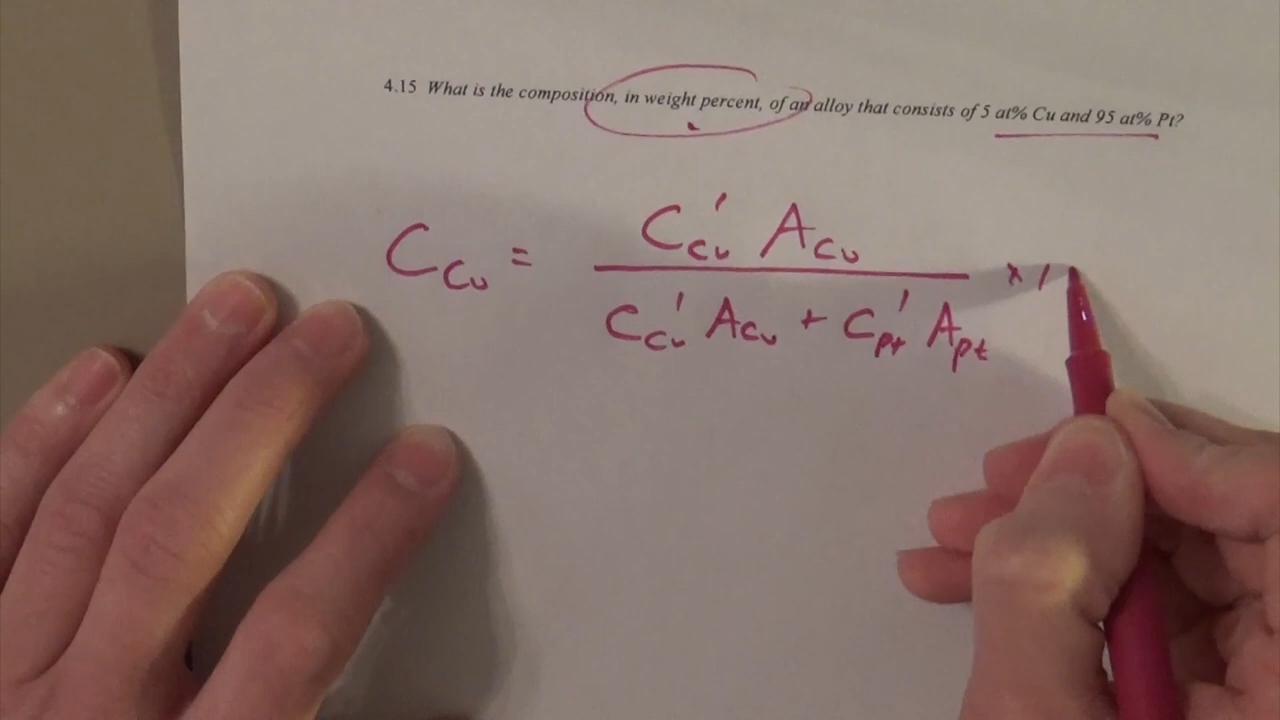 4.15 What is the composition, in weight percent, of an alloy that consists of 5 at% Cu and 95 at% Pt?
C'Cu ACu
CCu = × 1
C'Cu ACu + C'Pt APt